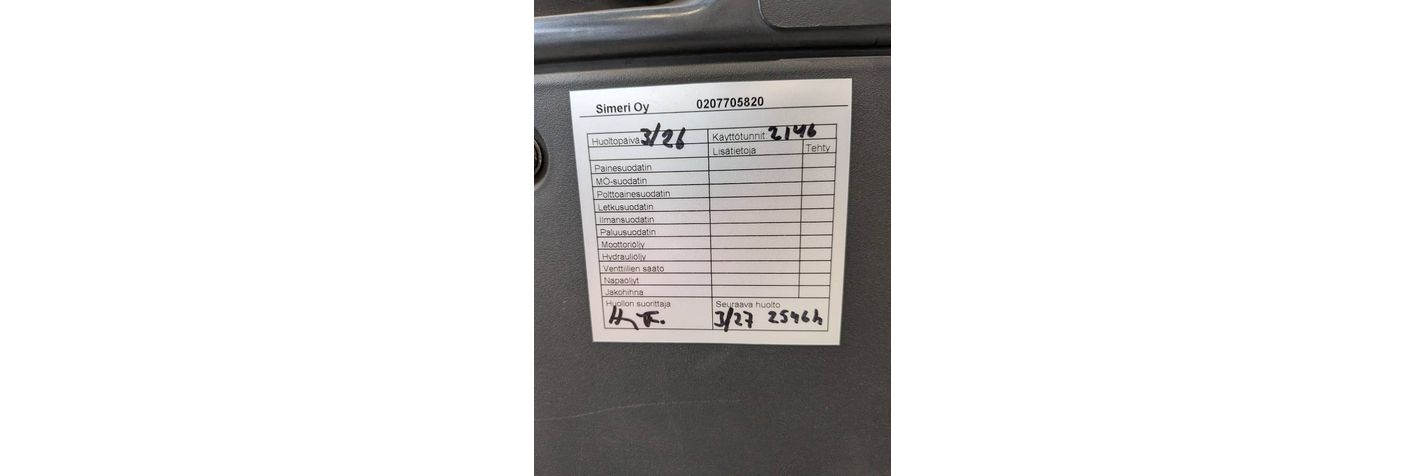 Simeri Oy 0207705820
Huoltopäivä 3/26 Käyttötunnit: 2146
Lisätietoja Tehty
Painesuodatin
MÖ-suodatin
Polttoainesuodatin
Letkusuodatin
Ilmansuodatin
Paluusuodatin
Moottoriöljy
Hydrauliöljy
Venttiilien säätö
Napaöljyt
Jakohihna
Huollon suorittaja Seuraava huolto
3/27 2546h